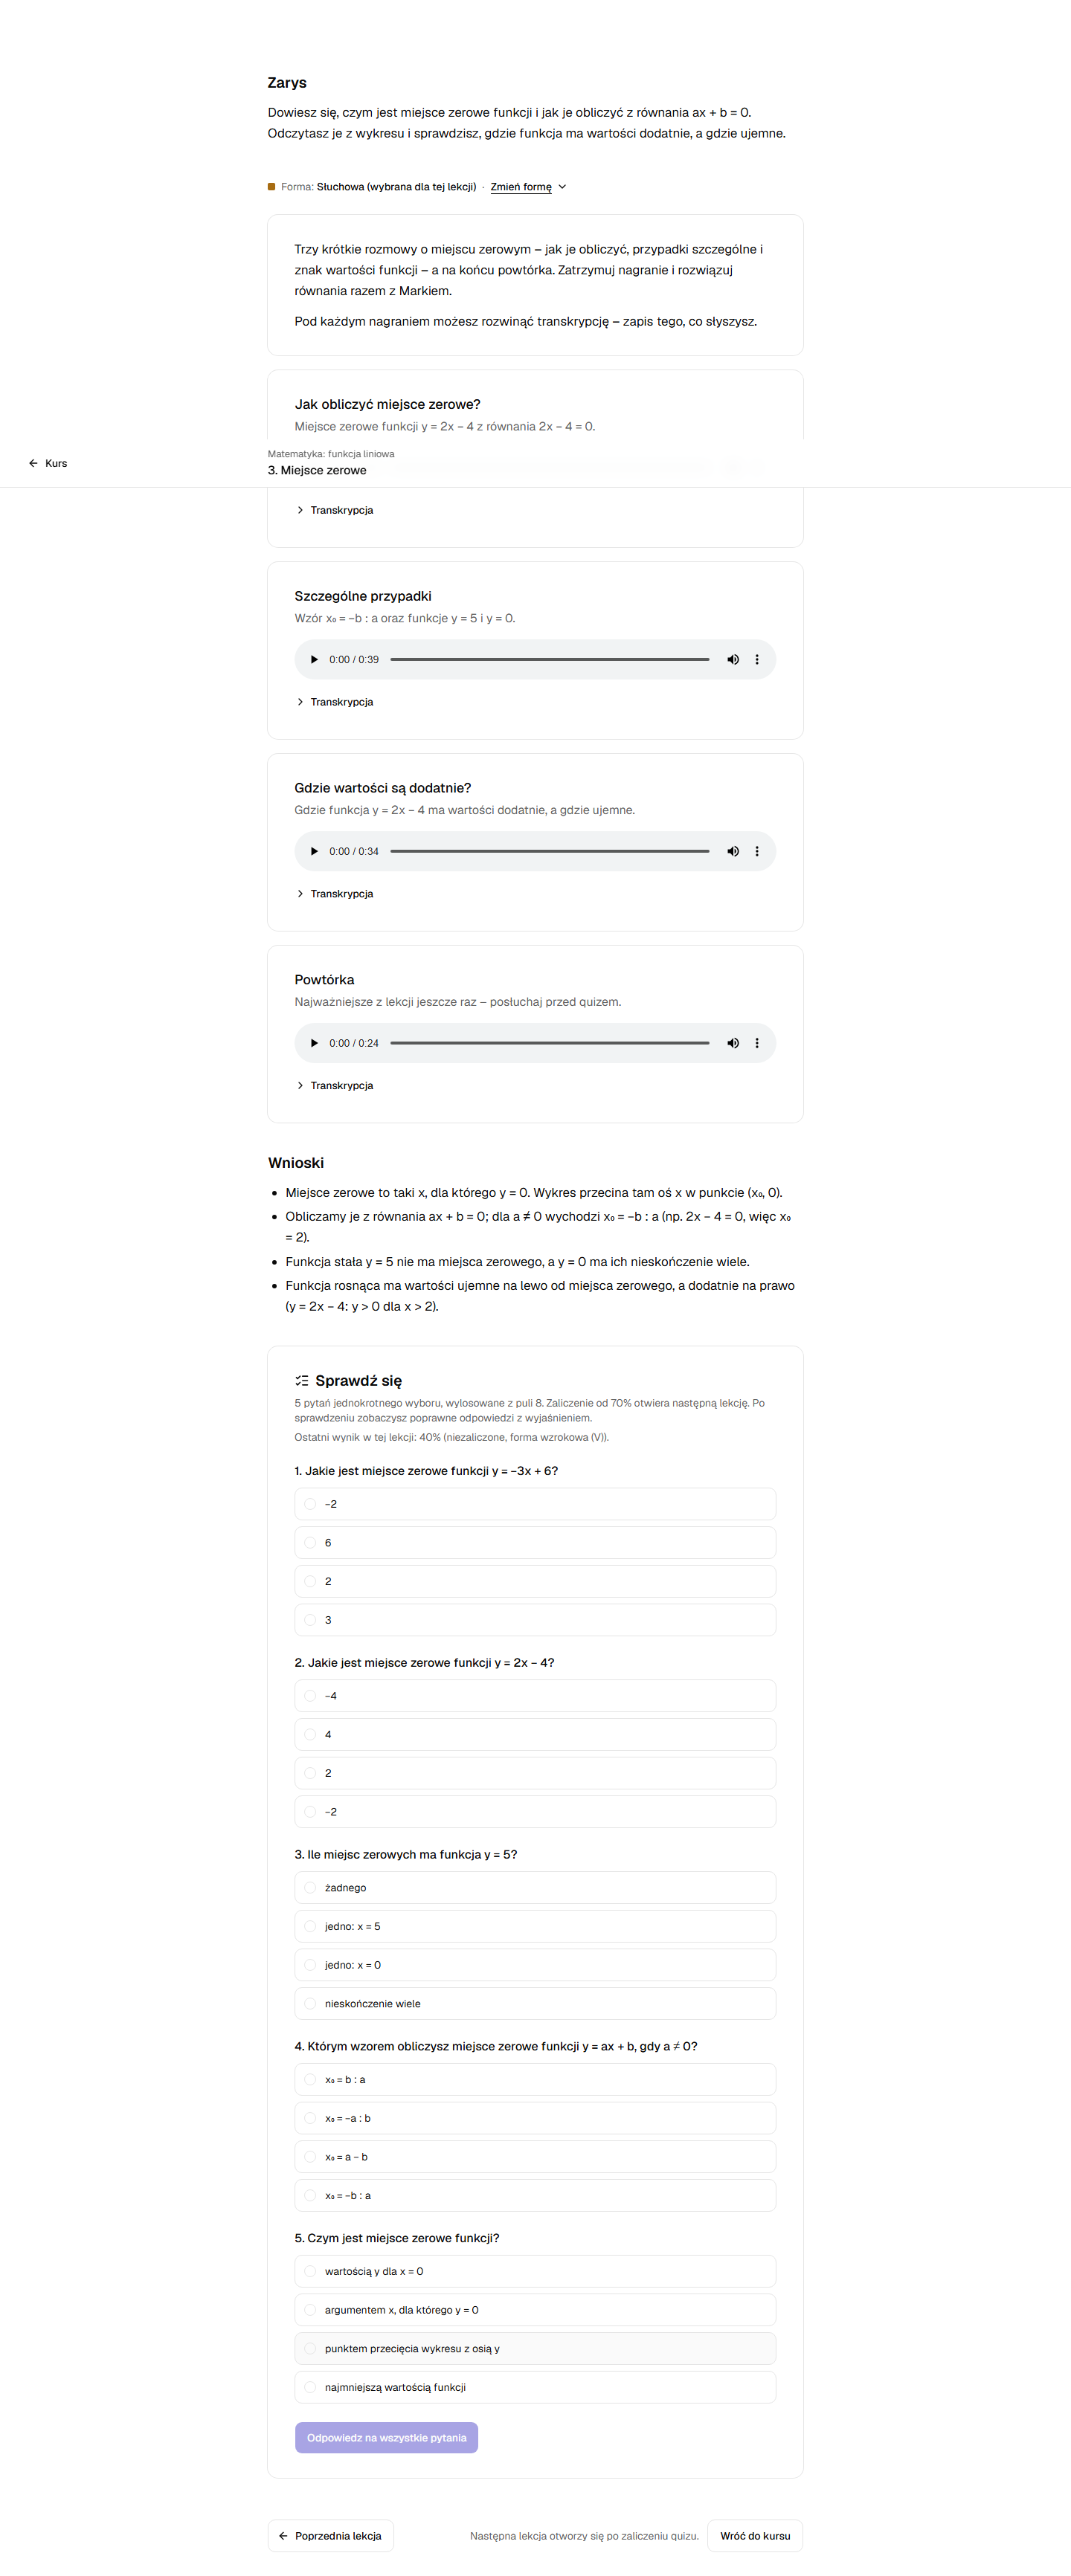 Zarys
Dowiesz się, czym jest miejsce zerowe funkcji i jak je obliczyć z równania ax + b = 0.
Odczytasz je z wykresu i sprawdzisz, gdzie funkcja ma wartości dodatnie, a gdzie ujemne.
Forma: Słuchowa (wybrana dla tej lekcji) · Zmień formę
Trzy krótkie rozmowy o miejscu zerowym – jak je obliczyć, przypadki szczególne i
znak wartości funkcji – a na końcu powtórka. Zatrzymuj nagranie i rozwiązuj
równania razem z Markiem.
Pod każdym nagraniem możesz rozwinąć transkrypcję – zapis tego, co słyszysz.
Jak obliczyć miejsce zerowe?
Miejsce zerowe funkcji y = 2x − 4 z równania 2x − 4 = 0.
Kurs
Matematyka: funkcja liniowa
3. Miejsce zerowe
Transkrypcja
Szczególne przypadki
Wzór x₀ = −b : a oraz funkcje y = 5 i y = 0.
0:00 / 0:39
Transkrypcja
Gdzie wartości są dodatnie?
Gdzie funkcja y = 2x − 4 ma wartości dodatnie, a gdzie ujemne.
0:00 / 0:34
Transkrypcja
Powtórka
Najważniejsze z lekcji jeszcze raz – posłuchaj przed quizem.
0:00 / 0:24
Transkrypcja
Wnioski
• Miejsce zerowe to taki x, dla którego y = 0. Wykres przecina tam oś x w punkcie (x₀, 0).
• Obliczamy je z równania ax + b = 0; dla a ≠ 0 wychodzi x₀ = −b : a (np. 2x − 4 = 0, więc x₀
= 2).
• Funkcja stała y = 5 nie ma miejsca zerowego, a y = 0 ma ich nieskończenie wiele.
• Funkcja rosnąca ma wartości ujemne na lewo od miejsca zerowego, a dodatnie na prawo
(y = 2x − 4: y > 0 dla x > 2).
Sprawdź się
5 pytań jednokrotnego wyboru, wylosowane z puli 8. Zaliczenie od 70% otwiera następną lekcję. Po
sprawdzeniu zobaczysz poprawne odpowiedzi z wyjaśnieniem.
Ostatni wynik w tej lekcji: 40% (niezaliczone, forma wzrokowa (V)).
1. Jakie jest miejsce zerowe funkcji y = −3x + 6?
−2
6
2
3
2. Jakie jest miejsce zerowe funkcji y = 2x − 4?
−4
4
2
−2
3. Ile miejsc zerowych ma funkcja y = 5?
żadnego
jedno: x = 5
jedno: x = 0
nieskończenie wiele
4. Którym wzorem obliczysz miejsce zerowe funkcji y = ax + b, gdy a ≠ 0?
x₀ = b : a
x₀ = −a : b
x₀ = a − b
x₀ = −b : a
5. Czym jest miejsce zerowe funkcji?
wartością y dla x = 0
argumentem x, dla którego y = 0
punktem przecięcia wykresu z osią y
najmniejszą wartością funkcji
Odpowiedz na wszystkie pytania
Poprzednia lekcja
Następna lekcja otworzy się po zaliczeniu quizu.
Wróć do kursu